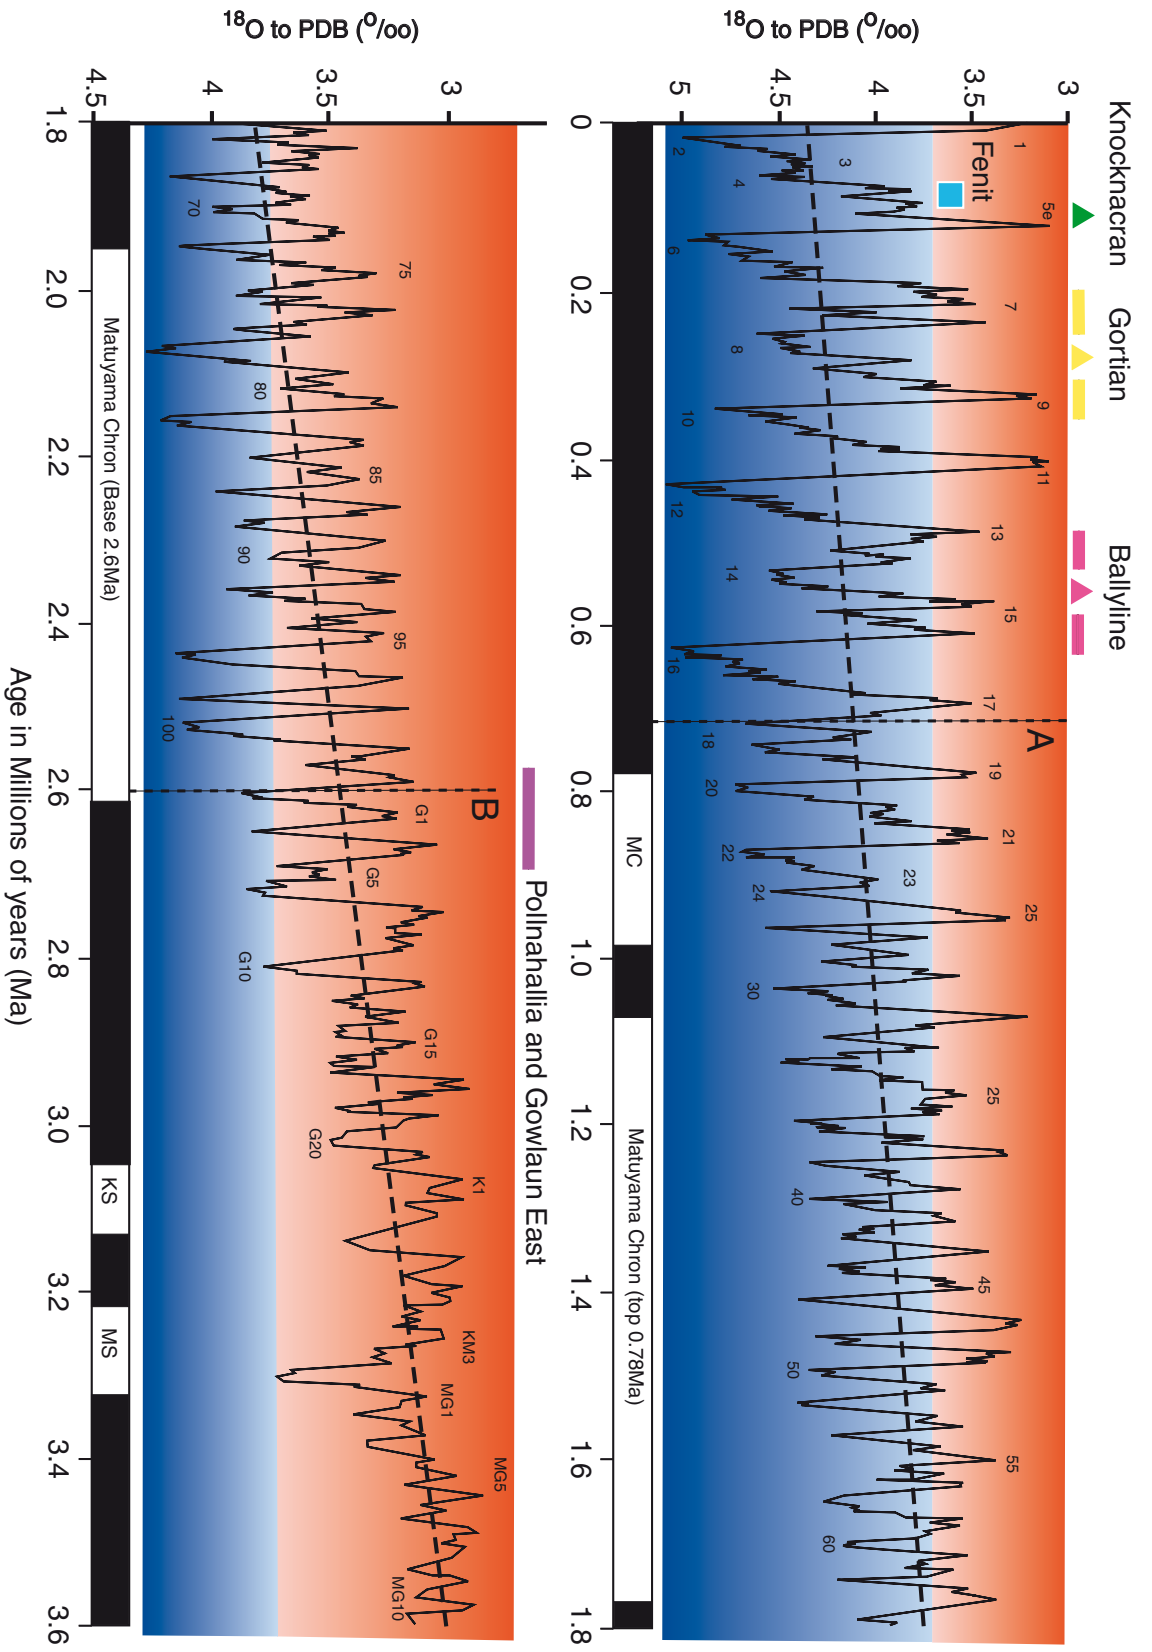 Knocknacran
Gortian
Ballyline
18O to PDB (O/oo)
3
3.5
4
4.5
5
Fenit
A
1
2
3
4
5e
6
7
8
9
10
11
12
13
14
15
16
17
18
19
20
21
22
23
24
25
30
25
40
45
50
55
60
MC
Matuyama Chron (top 0.78Ma)
0
0.2
0.4
0.6
0.8
1.0
1.2
1.4
1.6
1.8
Pollnahallia and Gowlaun East
18O to PDB (O/oo)
3
3.5
4
4.5
B
70
75
80
85
90
95
100
G1
G5
G10
G15
G20
K1
KM3
MG1
MG5
MG10
Matuyama Chron (Base 2.6Ma)
KS
MS
1.8
2.0
2.2
2.4
2.6
2.8
3.0
3.2
3.4
3.6
Age in Millions of years (Ma)